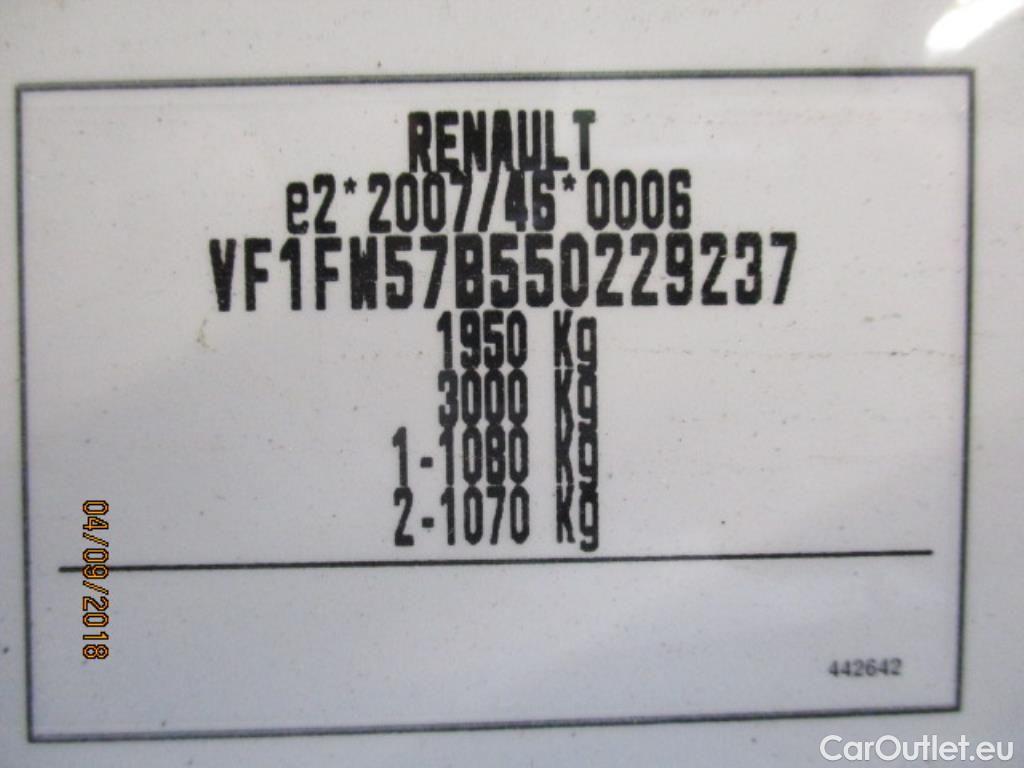 RENAULT
e2*2007/46*0006
VF1FW57B550229237
1950 Kg
3000 Kg
1-1080 Kg
2-1070 Kg
442642
04/09/2018
CarOutlet.eu